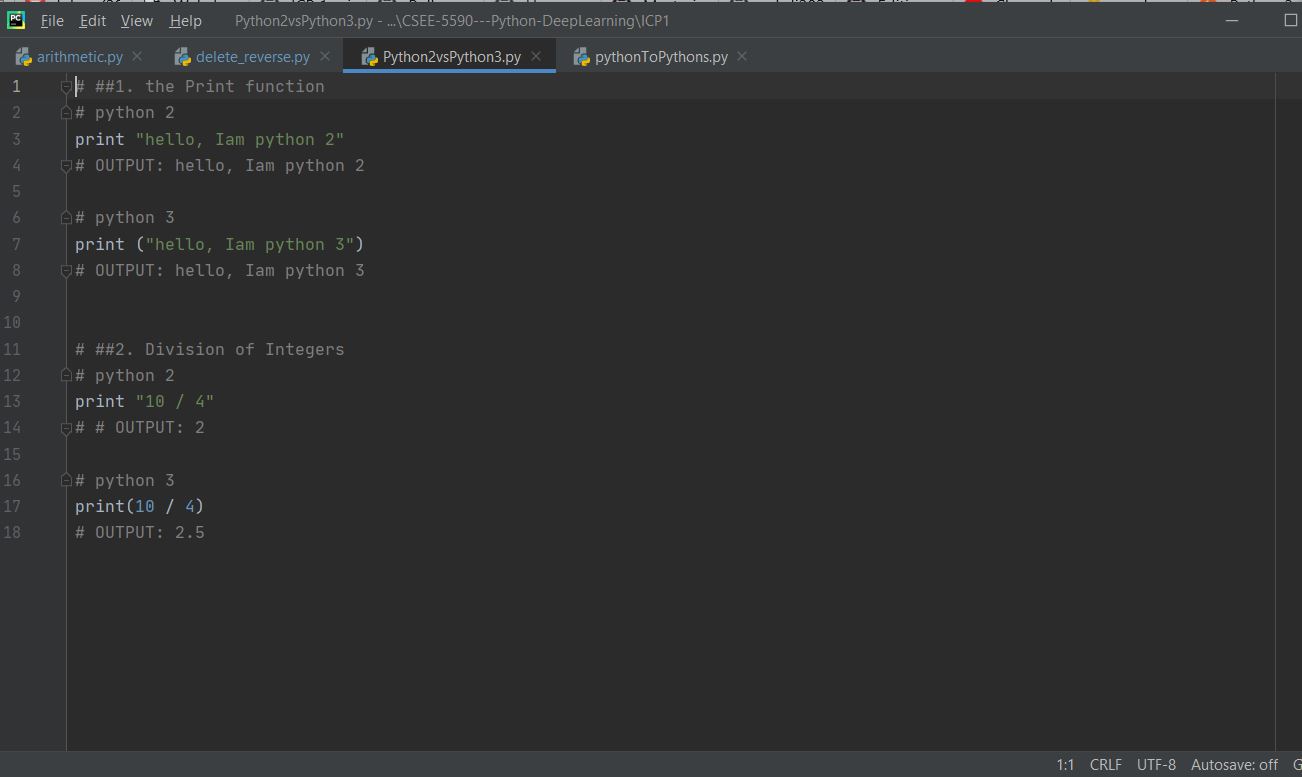 PC File Edit View Help Python2vsPython3.py - ...\CSEE-5590---Python-DeepLearning\ICP1
arithmetic.py delete_reverse.py Python2vsPython3.py pythonToPythons.py
1 # ##1. the Print function
2 # python 2
3 print "hello, Iam python 2"
4 # OUTPUT: hello, Iam python 2
5
6 # python 3
7 print ("hello, Iam python 3")
8 # OUTPUT: hello, Iam python 3
9
10
11 # ##2. Division of Integers
12 # python 2
13 print "10 / 4"
14 # # OUTPUT: 2
15
16 # python 3
17 print(10 / 4)
18 # OUTPUT: 2.5
1:1 CRLF UTF-8 Autosave: off